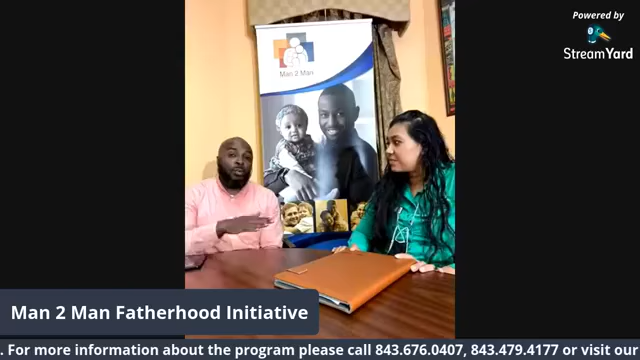 Powered by
StreamYard
Man 2 Man
Man 2 Man Fatherhood Initiative
. For more information about the program please call 843.676.0407, 843.479.4177 or visit our